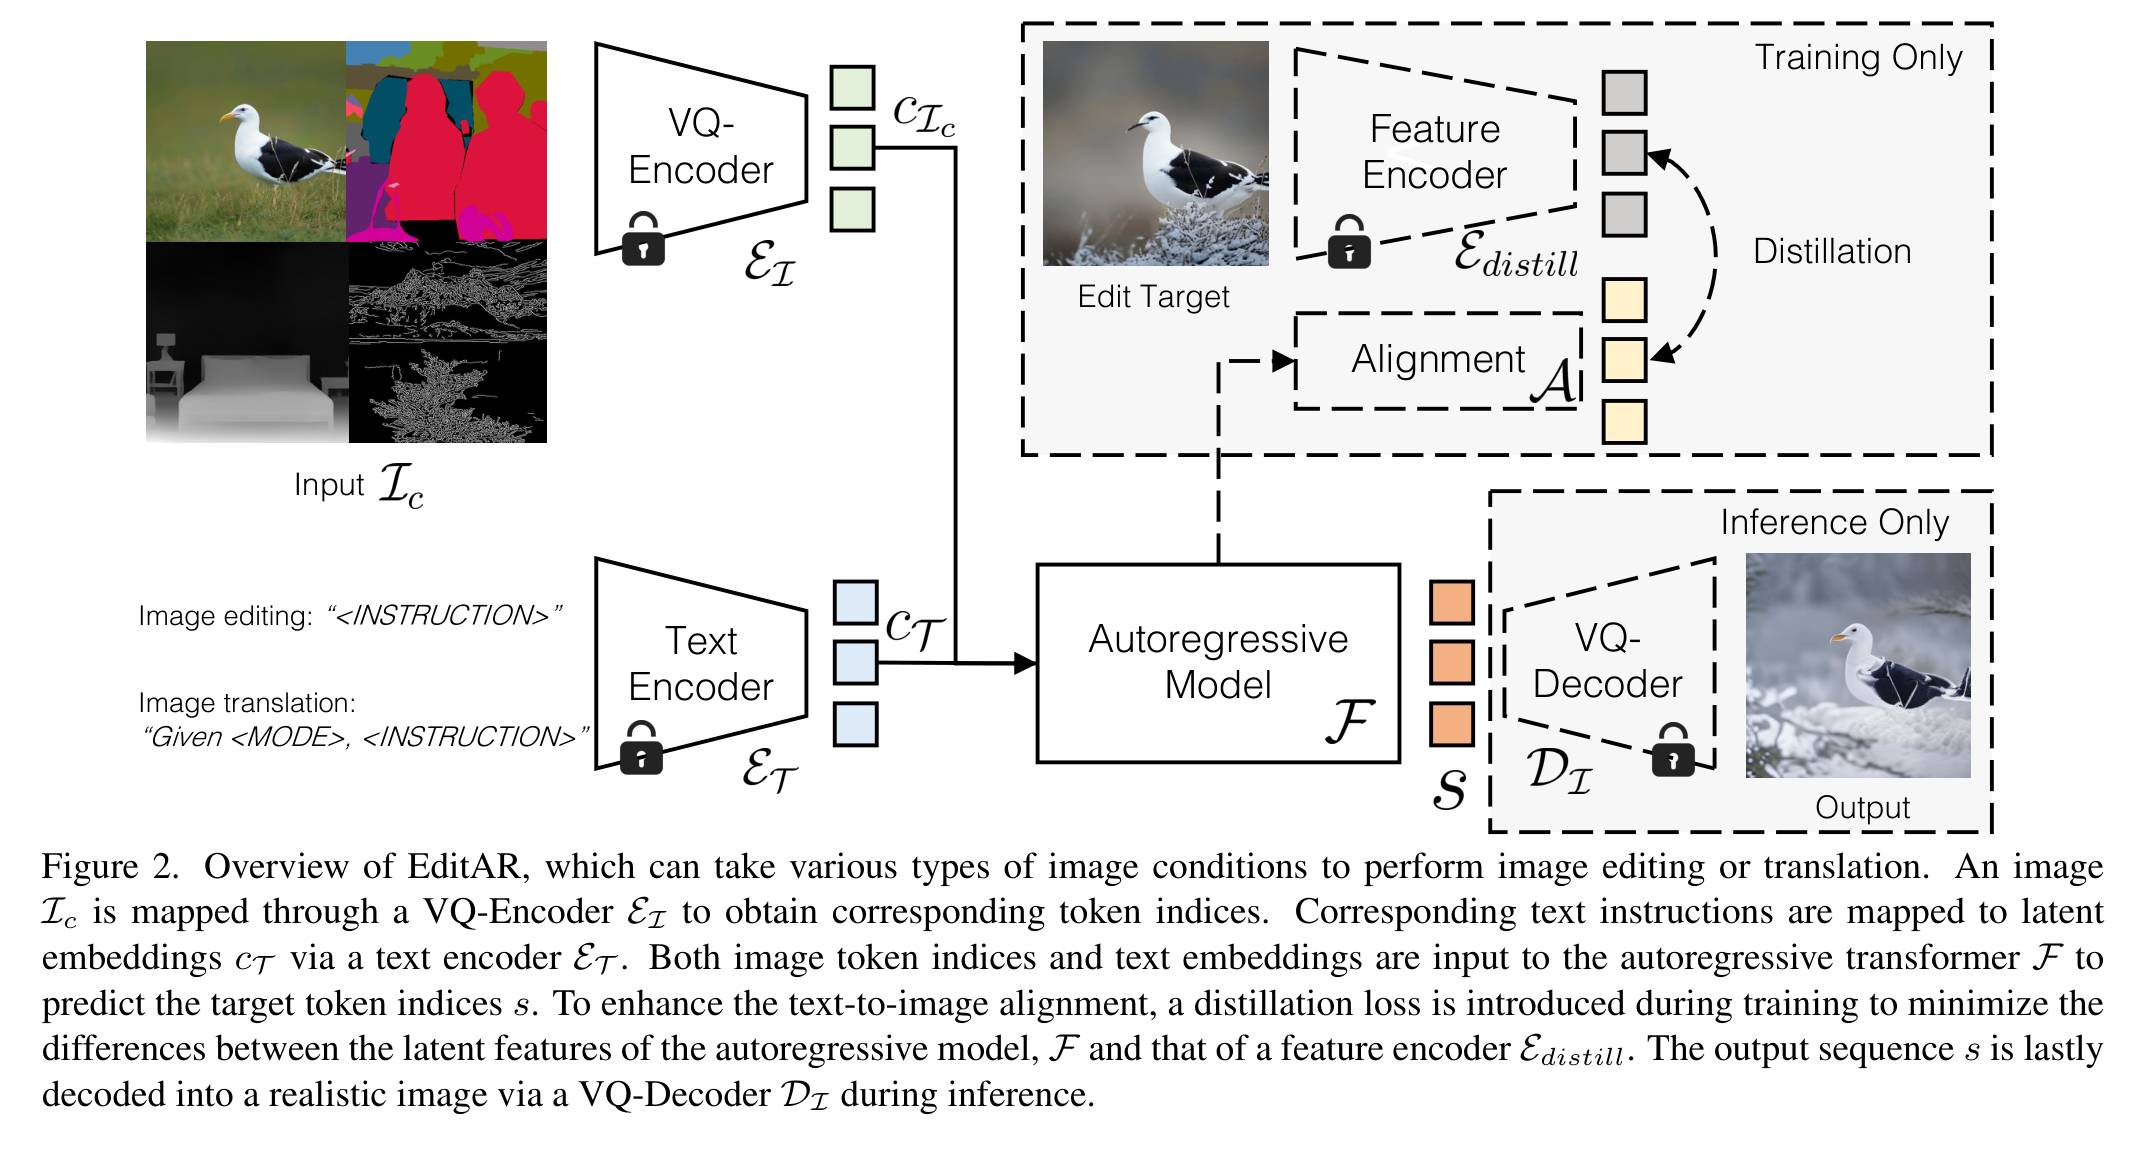 VQ-
Encoder
$\mathcal{E}_{\mathcal{I}}$
$c_{\mathcal{I}_c}$
Input $\mathcal{I}_c$
Training Only
Feature
Encoder
$\mathcal{E}_{distill}$
Edit Target
Distillation
Alignment $\mathcal{A}$
Image editing: “<INSTRUCTION>”
Image translation:
“Given <MODE>, <INSTRUCTION>”
Text
Encoder
$\mathcal{E}_{\mathcal{T}}$
$c_{\mathcal{T}}$
Autoregressive
Model
$\mathcal{F}$
$s$
Inference Only
VQ-
Decoder
$\mathcal{D}_{\mathcal{I}}$
Output
Figure 2. Overview of EditAR, which can take various types of image conditions to perform image editing or translation. An image
$\mathcal{I}_c$ is mapped through a VQ-Encoder $\mathcal{E}_{\mathcal{I}}$ to obtain corresponding token indices. Corresponding text instructions are mapped to latent
embeddings $c_{\mathcal{T}}$ via a text encoder $\mathcal{E}_{\mathcal{T}}$. Both image token indices and text embeddings are input to the autoregressive transformer $\mathcal{F}$ to
predict the target token indices $s$. To enhance the text-to-image alignment, a distillation loss is introduced during training to minimize the
differences between the latent features of the autoregressive model, $\mathcal{F}$ and that of a feature encoder $\mathcal{E}_{distill}$. The output sequence $s$ is lastly
decoded into a realistic image via a VQ-Decoder $\mathcal{D}_{\mathcal{I}}$ during inference.